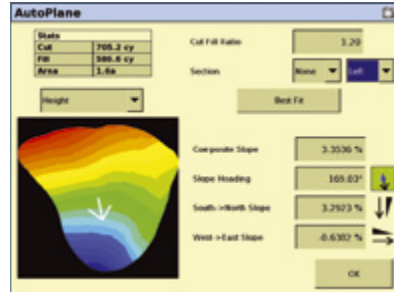 AutoPlane
Stats
Cut 705.2 cy
Fill 588.6 cy
Area 1.6a
Cut Fill Ratio 1.20
Section None Left
Height
Best Fit
Composite Slope 3.3536 %
Slope Heading 169.03°
South->North Slope 3.2923 %
West->East Slope -0.6382 %
OK